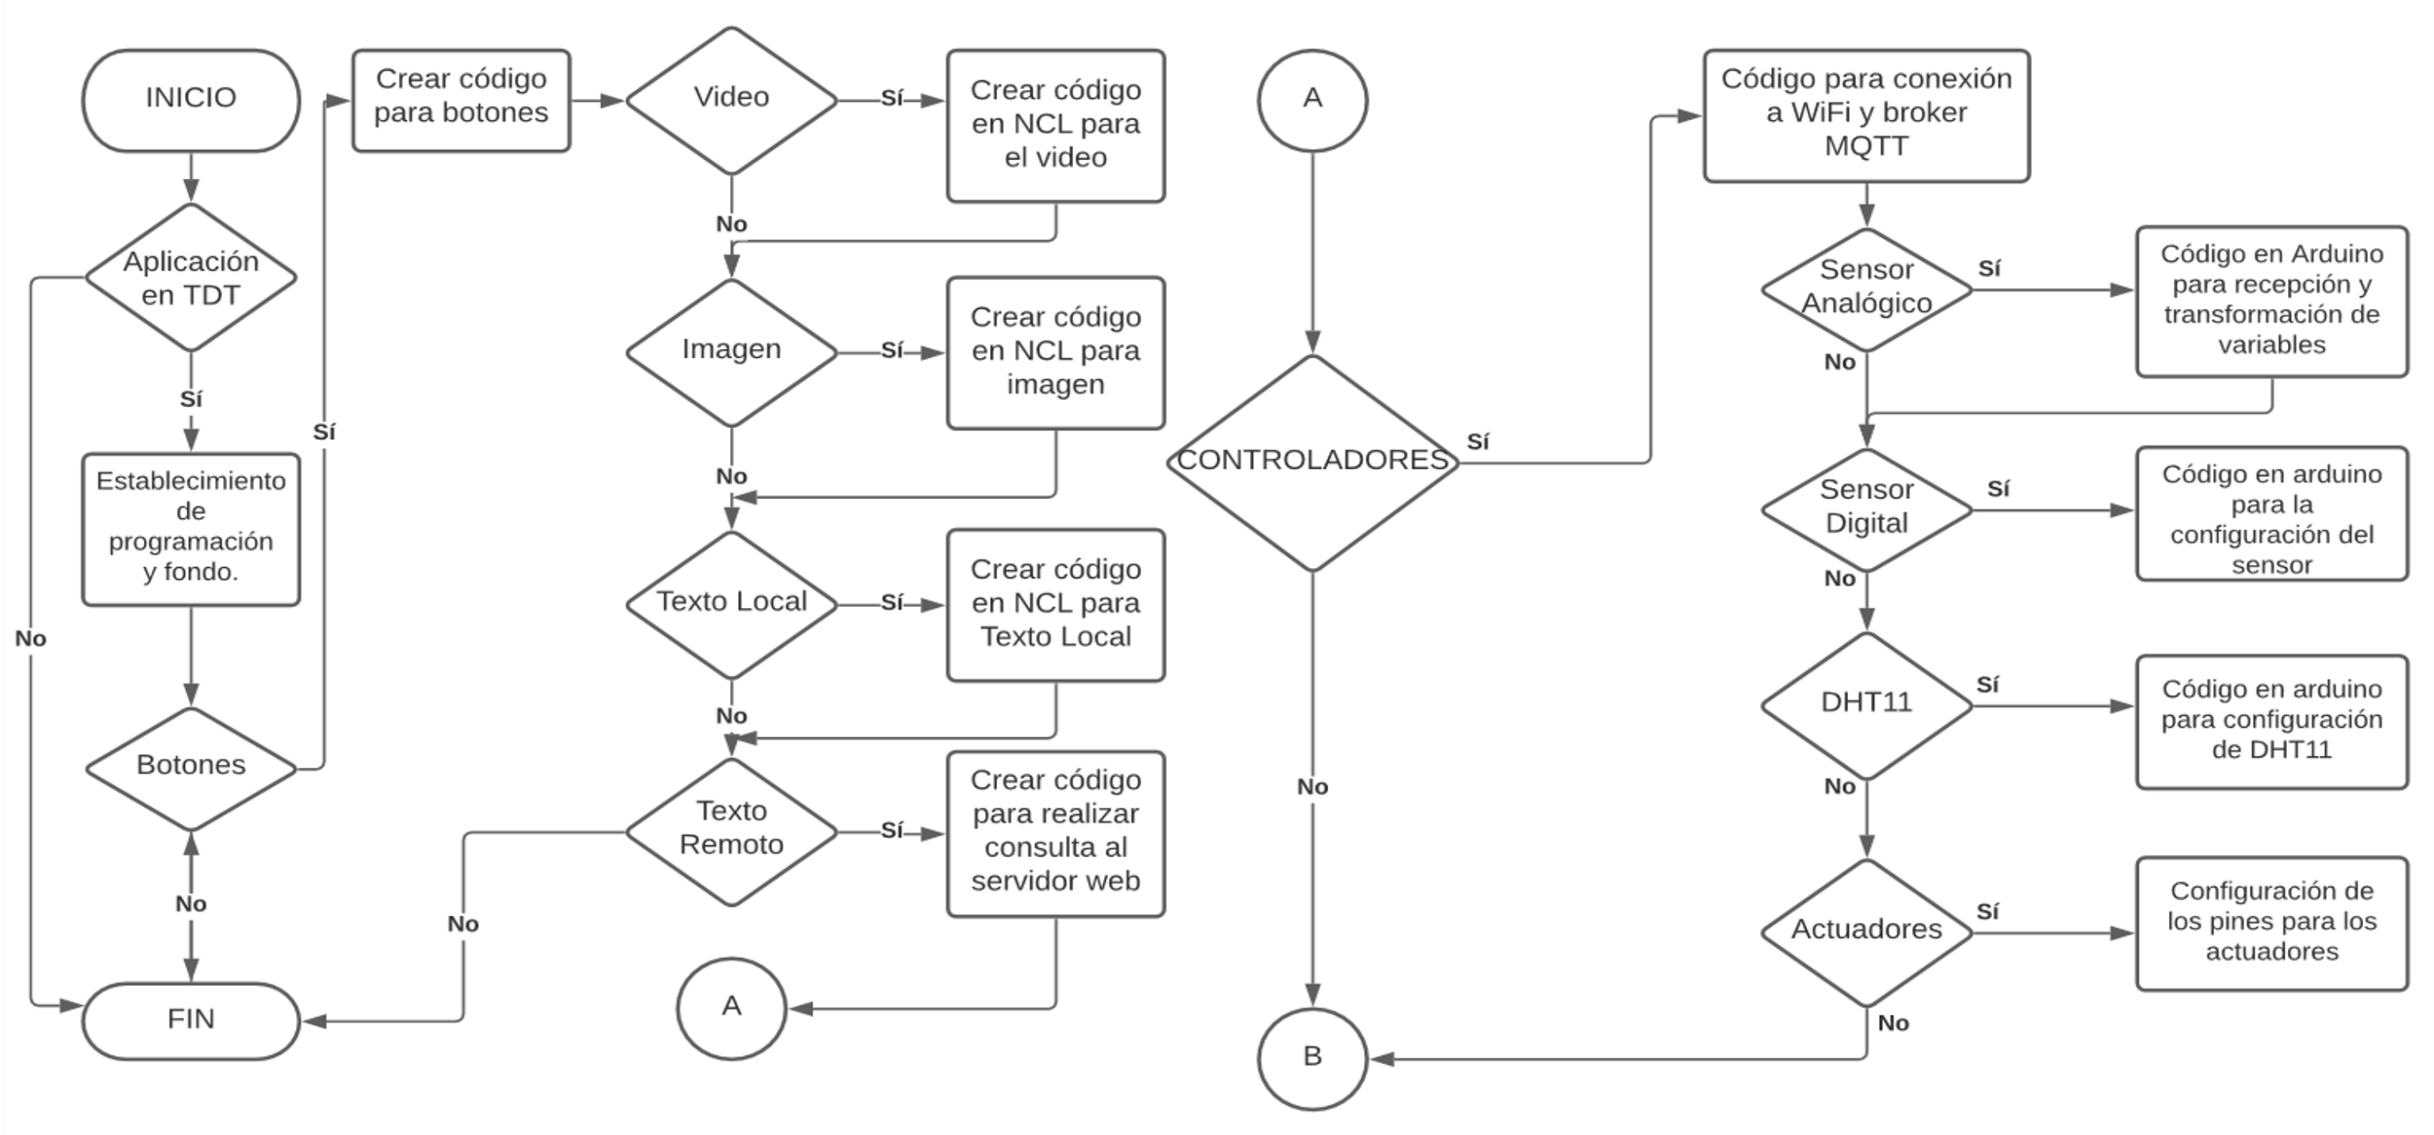 INICIO
Aplicación
en TDT
Sí
Establecimiento
de
programación
y fondo.
Botones
No
FIN
No
Sí
Crear código
para botones
Video
Sí
Crear código
en NCL para
el video
No
Imagen
Sí
Crear código
en NCL para
imagen
No
Texto Local
Sí
Crear código
en NCL para
Texto Local
No
Texto
Remoto
Sí
Crear código
para realizar
consulta al
servidor web
No
A
A
CONTROLADORES
Sí
No
B
Código para conexión
a WiFi y broker
MQTT
Sensor
Analógico
Sí
Código en Arduino
para recepción y
transformación de
variables
No
Sensor
Digital
Sí
Código en arduino
para la
configuración del
sensor
No
DHT11
Sí
Código en arduino
para configuración
de DHT11
No
Actuadores
Sí
Configuración de
los pines para los
actuadores
No